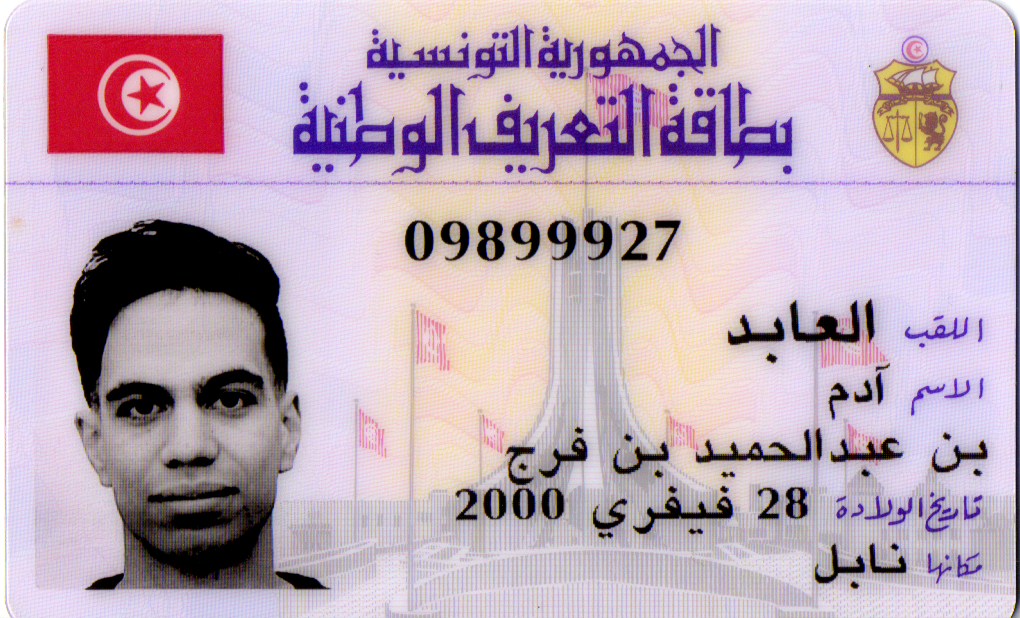 الجمهورية التونسية
بطاقة التعريف الوطنية
09899927
اللقب العابد
الاسم آدم
بن عبدالحميد بن فرج
تاريخ الولادة 28 فيفري 2000
مكانها نابل